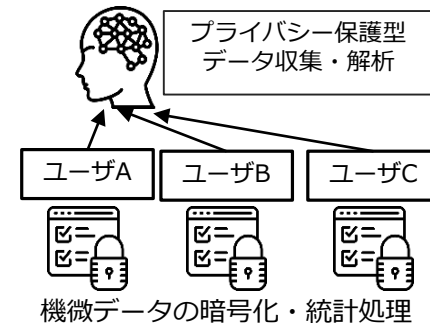 プライバシー保護型
データ収集・解析
ユーザA
ユーザB
ユーザC
機微データの暗号化・統計処理